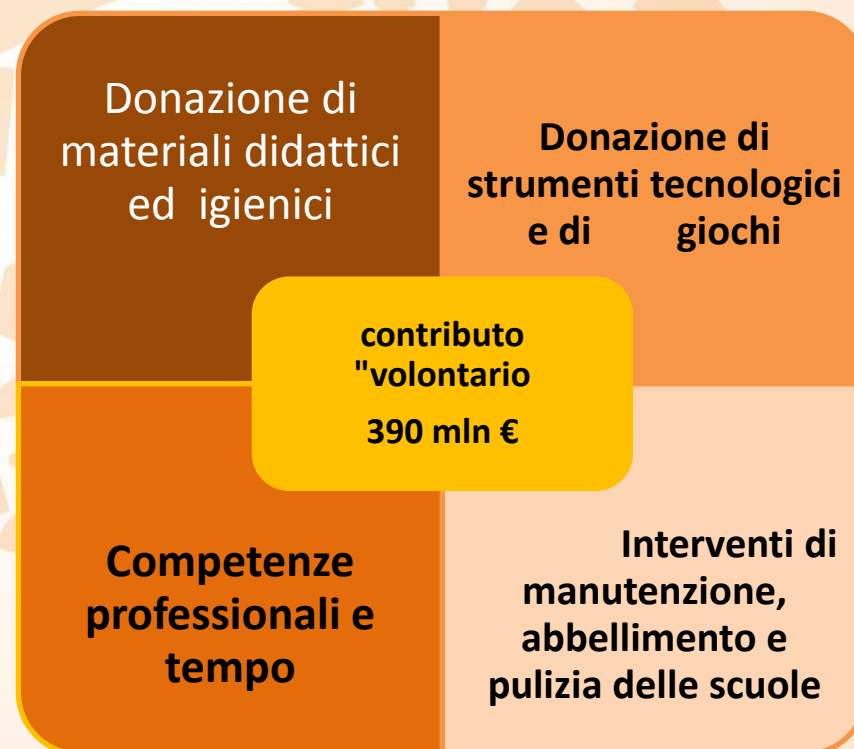 Donazione di
materiali didattici
ed igienici
Donazione di
strumenti tecnologici
e di giochi
contributo
"volontario
390 mln €
Competenze
professionali e
tempo
Interventi di
manutenzione,
abbellimento e
pulizia delle scuole